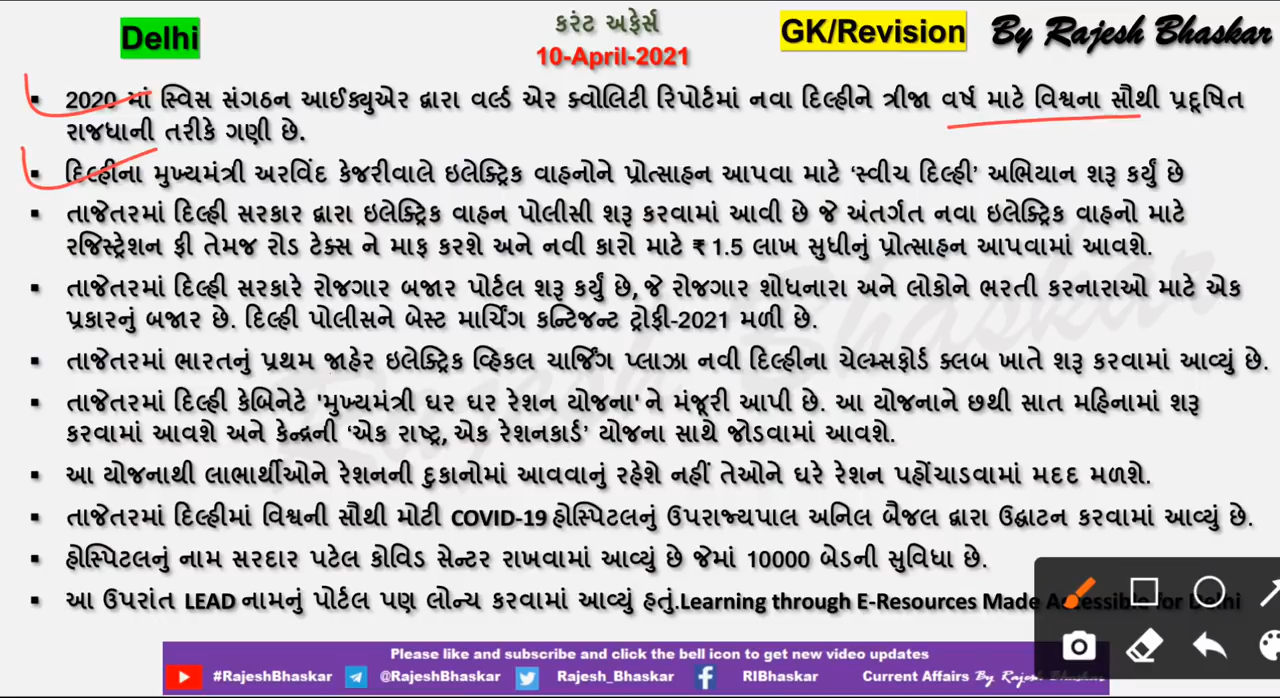 Delhi
કરંટ અફેર્સ
10-April-2021
GK/Revision
By Rajesh Bhaskar
▪ 2020 માં સ્વિસ સંગઠન આઈક્યુએર દ્વારા વર્લ્ડ એર ક્વોલિટી રિપોર્ટમાં નવા દિલ્હીને ત્રીજા વર્ષ માટે વિશ્વના સૌથી પ્રદૂષિત
રાજધાની તરીકે ગણી છે.
▪ દિલ્હીના મુખ્યમંત્રી અરવિંદ કેજરીવાલે ઇલેક્ટ્રિક વાહનોને પ્રોત્સાહન આપવા માટે ‘સ્વીચ દિલ્હી’ અભિયાન શરૂ કર્યું છે
▪ તાજેતરમાં દિલ્હી સરકાર દ્વારા ઇલેક્ટ્રિક વાહન પોલીસી શરૂ કરવામાં આવી છે જે અંતર્ગત નવા ઇલેક્ટ્રિક વાહનો માટે
રજિસ્ટ્રેશન ફી તેમજ રોડ ટેક્સ ને માફ કરશે અને નવી કારો માટે ₹ 1.5 લાખ સુધીનું પ્રોત્સાહન આપવામાં આવશે.
▪ તાજેતરમાં દિલ્હી સરકારે રોજગાર બજાર પોર્ટલ શરૂ કર્યું છે, જે રોજગાર શોધનારા અને લોકોને ભરતી કરનારાઓ માટે એક
પ્રકારનું બજાર છે. દિલ્હી પોલીસને બેસ્ટ માર્ચિંગ કન્ટિજન્ટ ટ્રોફી-2021 મળી છે.
▪ તાજેતરમાં ભારતનું પ્રથમ જાહેર ઇલેક્ટ્રિક વ્હિકલ ચાર્જિંગ પ્લાઝા નવી દિલ્હીના ચેલ્મ્સફોર્ડ ક્લબ ખાતે શરૂ કરવામાં આવ્યું છે.
▪ તાજેતરમાં દિલ્હી કેબિનેટે 'મુખ્યમંત્રી ઘર ઘર રેશન યોજના' ને મંજૂરી આપી છે. આ યોજનાને છથી સાત મહિનામાં શરૂ
કરવામાં આવશે અને કેન્દ્રની ‘એક રાષ્ટ્ર, એક રેશનકાર્ડ’ યોજના સાથે જોડવામાં આવશે.
▪ આ યોજનાથી લાભાર્થીઓને રેશનની દુકાનોમાં આવવાનું રહેશે નહીં તેઓને ઘરે રેશન પહોંચાડવામાં મદદ મળશે.
▪ તાજેતરમાં દિલ્હીમાં વિશ્વની સૌથી મોટી COVID-19 હોસ્પિટલનું ઉપરાજ્યપાલ અનિલ બૈજલ દ્વારા ઉદ્ઘાટન કરવામાં આવ્યું છે.
▪ હોસ્પિટલનું નામ સરદાર પટેલ કોવિડ સેન્ટર રાખવામાં આવ્યું છે જેમાં 10000 બેડની સુવિધા છે.
▪ આ ઉપરાંત LEAD નામનું પોર્ટલ પણ લોન્ચ કરવામાં આવ્યું હતું.Learning through E-Resources Made Accessible for Delhi
Please like and subscribe and click the bell icon to get new video updates
#RajeshBhaskar @RajeshBhaskar Rajesh_Bhaskar RIBhaskar Current Affairs By Rajesh Bhaskar
Rajesh Bhaskar